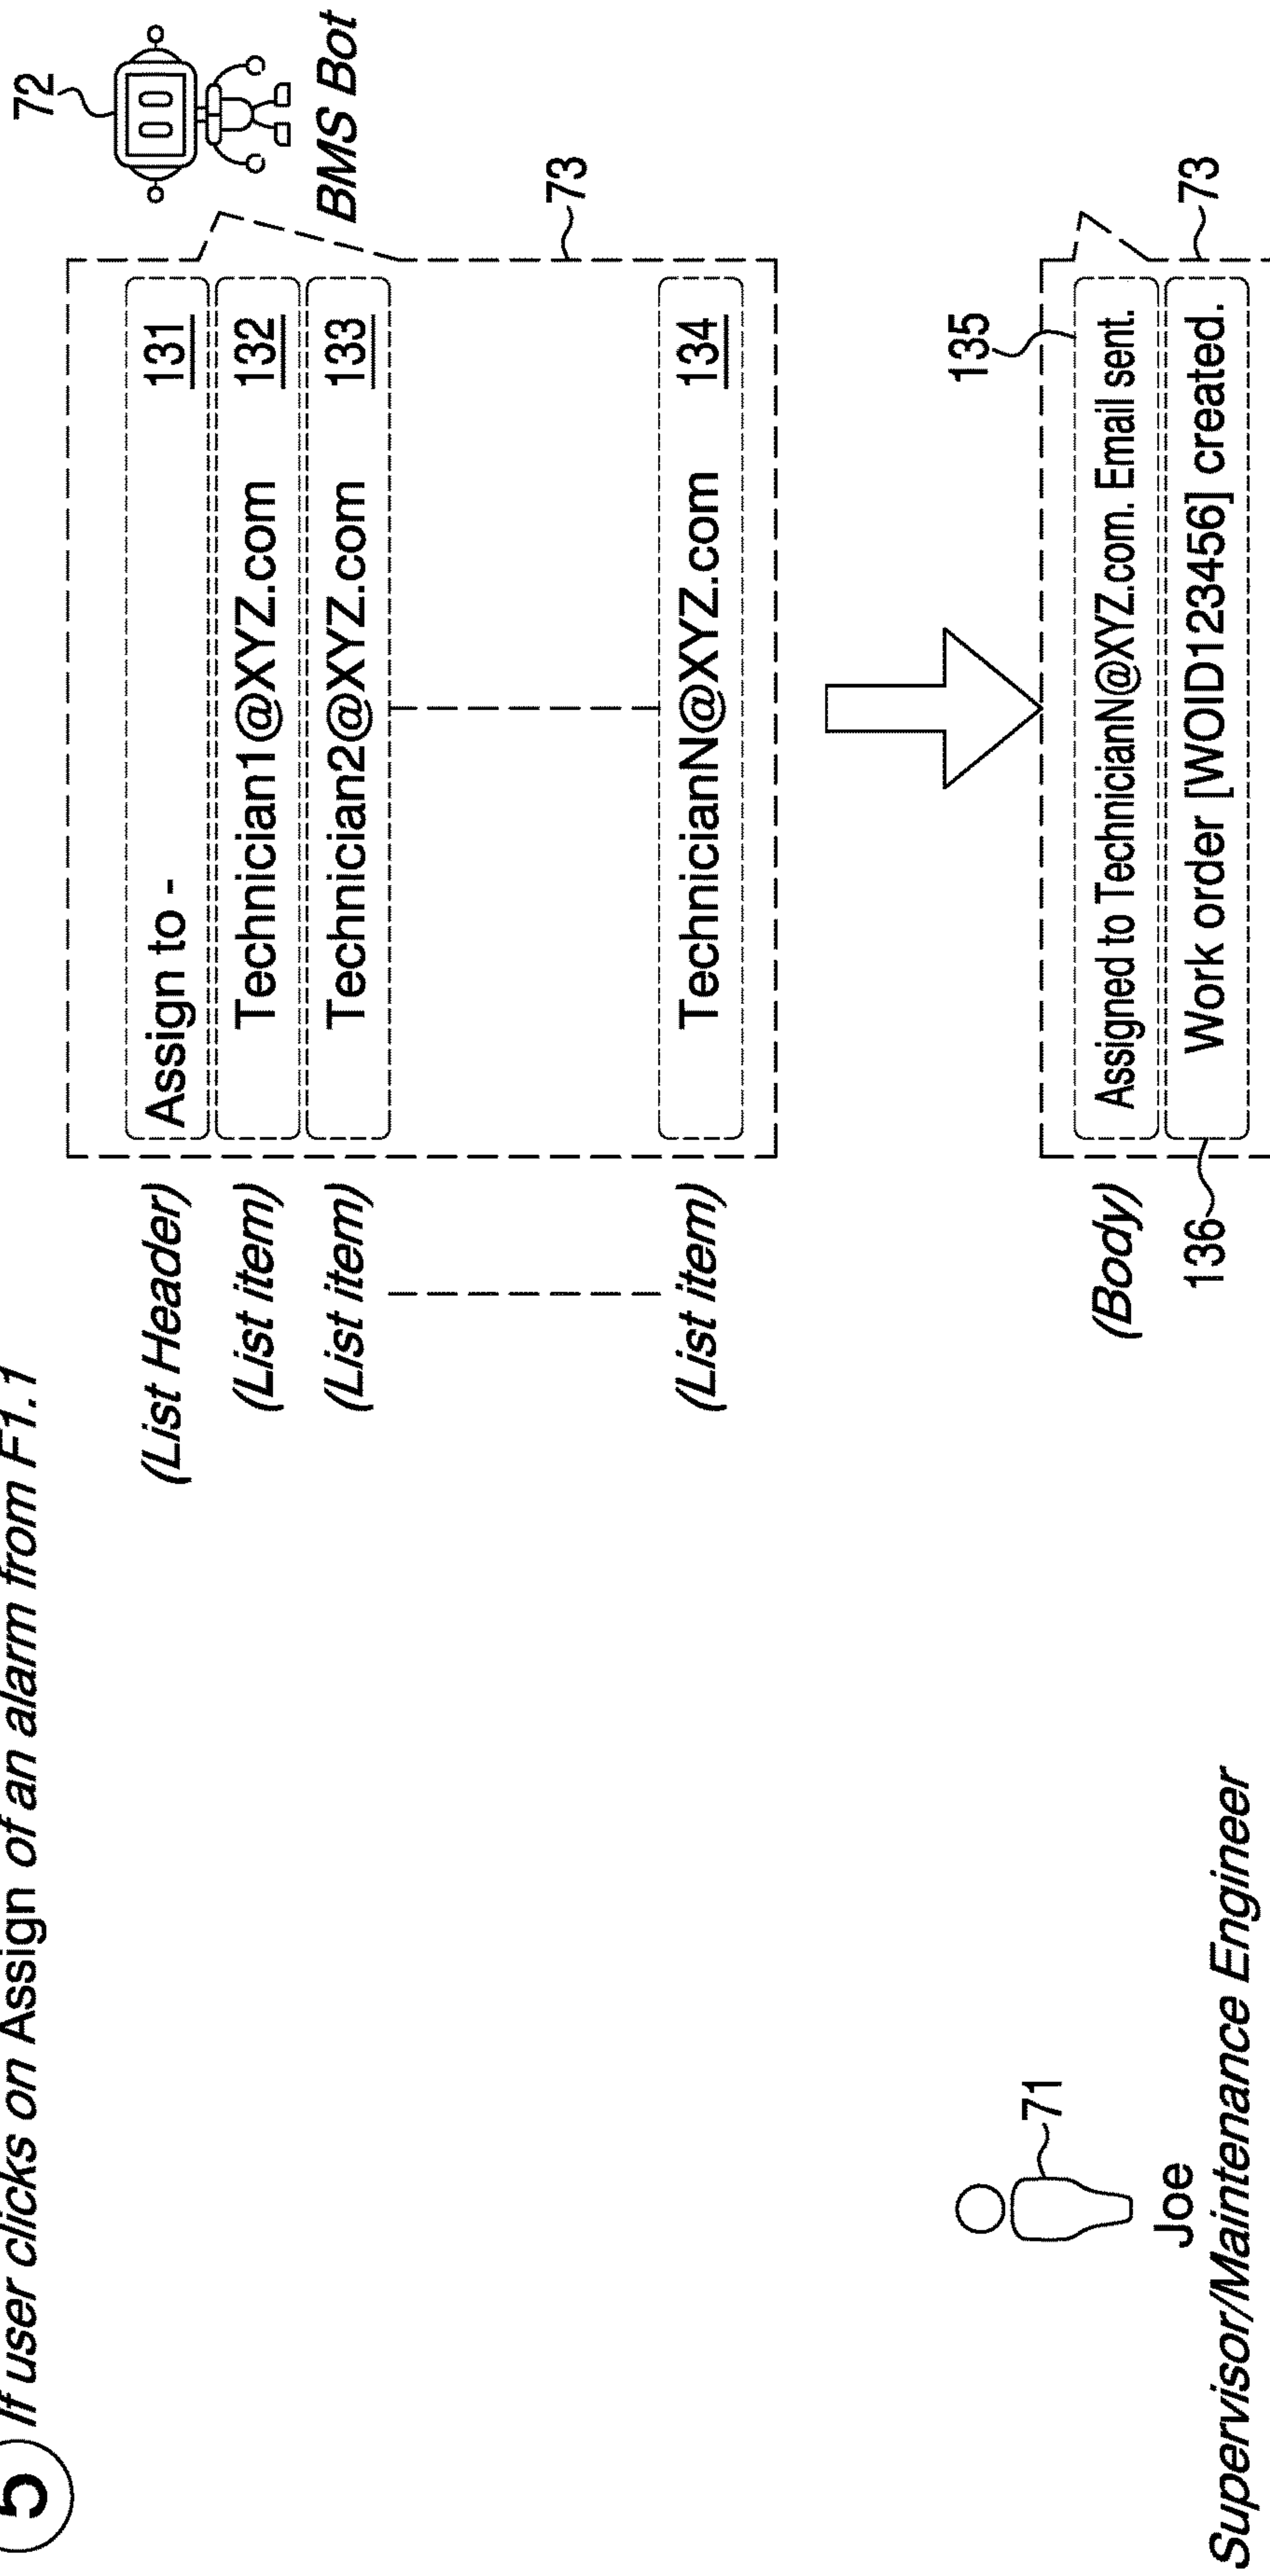 5 If user clicks on Assign of an alarm from F1.1
72
BMS Bot
(List Header) Assign to - 131
(List item) Technician1@XYZ.com 132
(List item) Technician2@XYZ.com 133
73
(List item) TechnicianN@XYZ.com 134
135
(Body) Assigned to TechnicianN@XYZ.com. Email sent.
136 Work order [WOID123456] created. 73
71
Joe
Supervisor/Maintenance Engineer